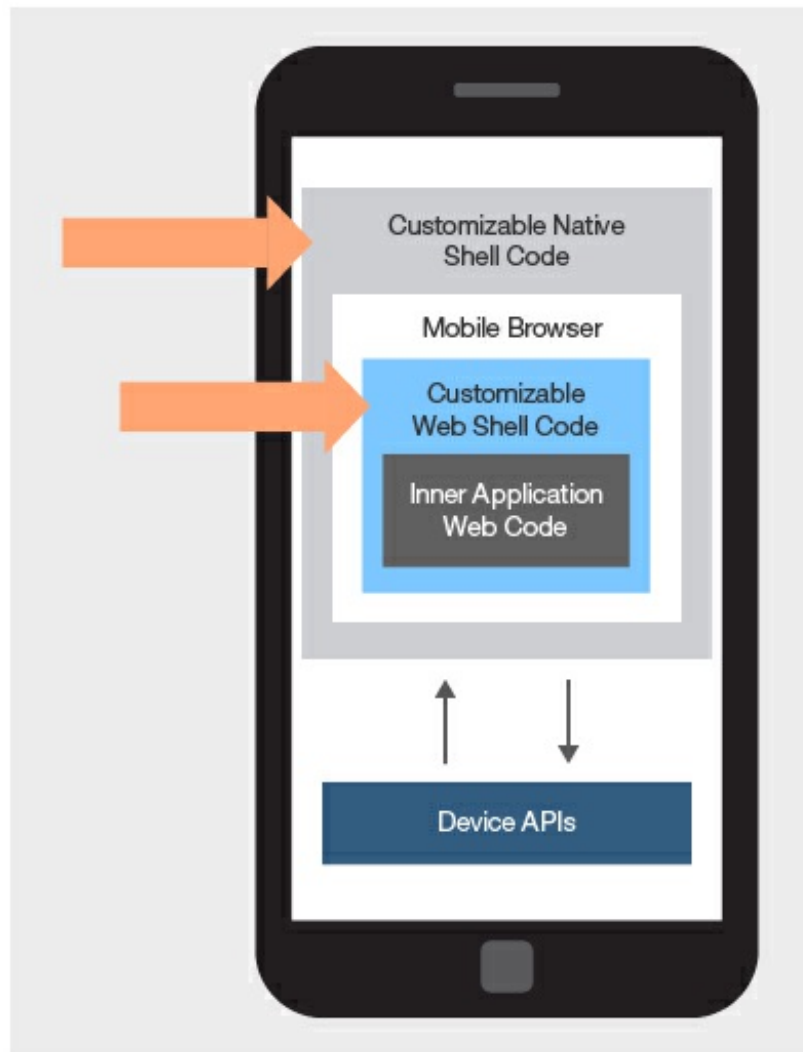 Customizable Native
Shell Code
Mobile Browser
Customizable
Web Shell Code
Inner Application
Web Code
Device APIs